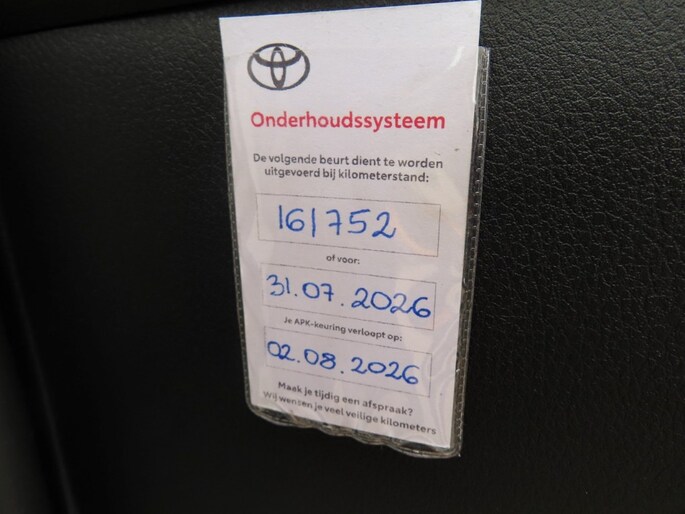 Onderhoudssysteem
De volgende beurt dient te worden
uitgevoerd bij kilometerstand:
161752
of voor:
31.07.2026
Je APK-keuring verloopt op:
02.08.2026
Maak je tijdig een afspraak?
Wij wensen je veel veilige kilometers